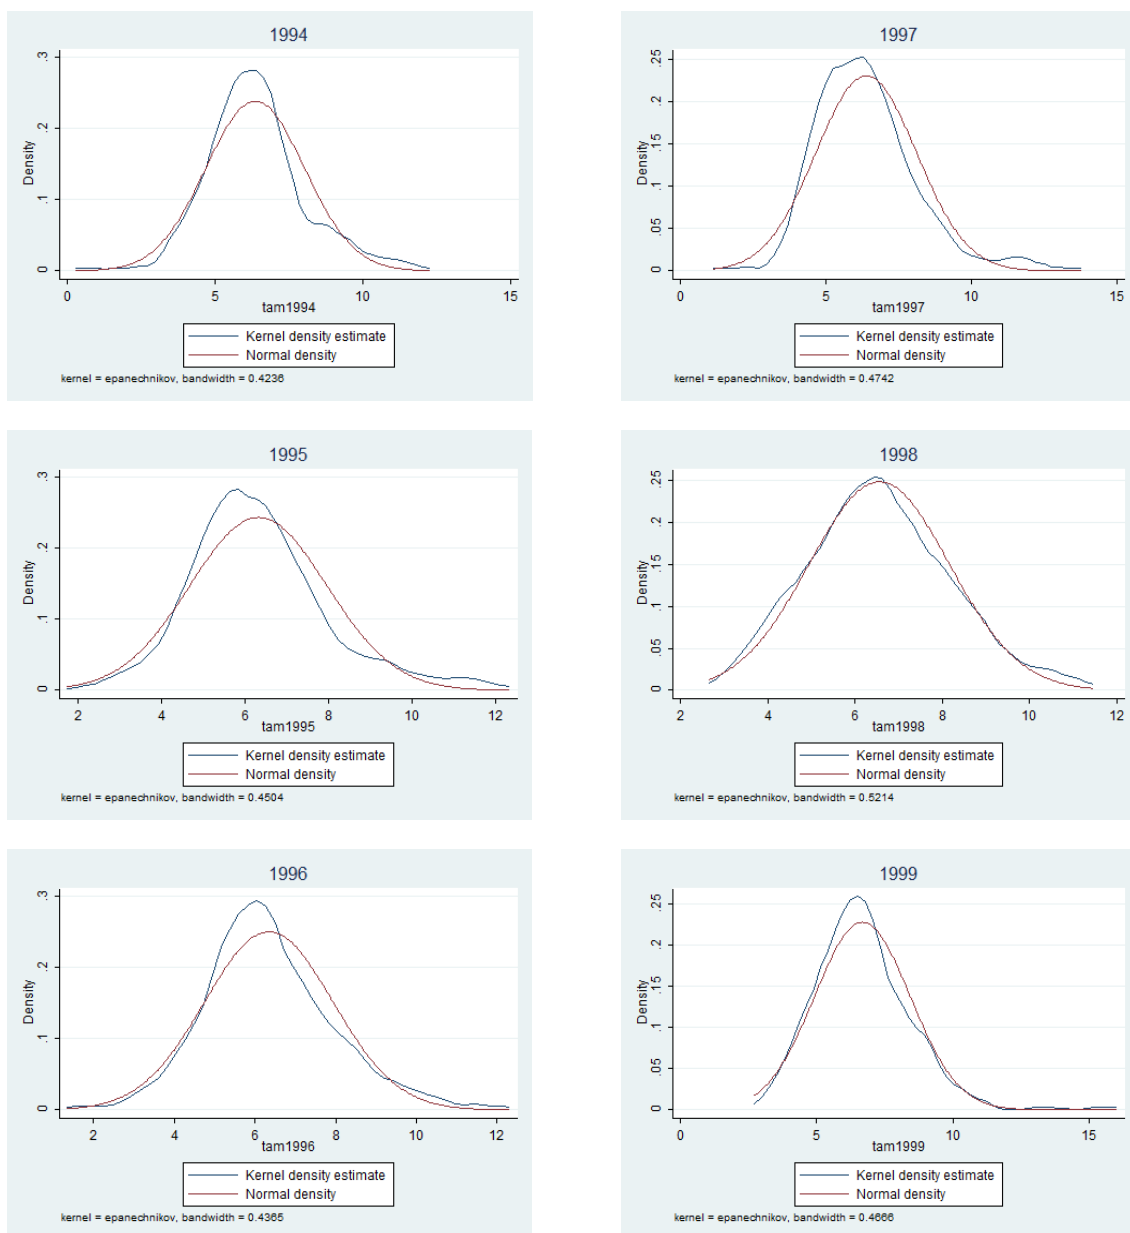 1994
.3
.2
.1
0
Density
0 5 10 15
tam1994
Kernel density estimate
Normal density
kernel = epanechnikov, bandwidth = 0.4236
1997
.25
.2
.15
.1
.05
0
Density
0 5 10 15
tam1997
Kernel density estimate
Normal density
kernel = epanechnikov, bandwidth = 0.4742
1995
.3
.2
.1
0
Density
2 4 6 8 10 12
tam1995
Kernel density estimate
Normal density
kernel = epanechnikov, bandwidth = 0.4504
1998
.25
.2
.15
.1
.05
0
Density
2 4 6 8 10 12
tam1998
Kernel density estimate
Normal density
kernel = epanechnikov, bandwidth = 0.5214
1996
.3
.2
.1
0
Density
2 4 6 8 10 12
tam1996
Kernel density estimate
Normal density
kernel = epanechnikov, bandwidth = 0.4365
1999
.25
.2
.15
.1
.05
0
Density
0 5 10 15
tam1999
Kernel density estimate
Normal density
kernel = epanechnikov, bandwidth = 0.4666